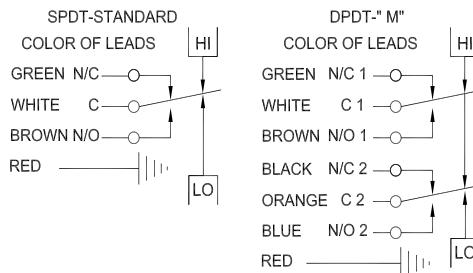 SPDT-STANDARD
COLOR OF LEADS
HI
GREEN N/C
WHITE C
BROWN N/O
RED
LO
DPDT-" M"
COLOR OF LEADS
HI
GREEN N/C 1
WHITE C 1
BROWN N/O 1
BLACK N/C 2
ORANGE C 2
BLUE N/O 2
RED
LO